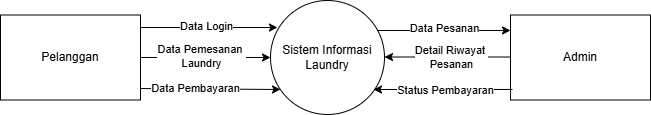 Pelanggan
Data Login
Data Pemesanan
Laundry
Data Pembayaran
Sistem Informasi
Laundry
Data Pesanan
Detail Riwayat
Pesanan
Status Pembayaran
Admin